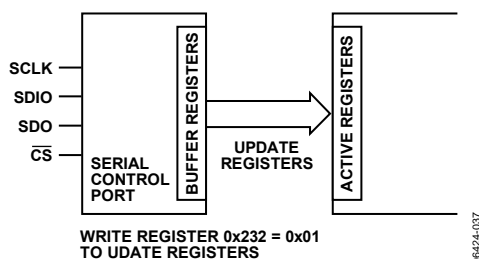 SCLK
SDIO
SDO
CS
SERIAL
CONTROL
PORT
BUFFER REGISTERS
UPDATE
REGISTERS
ACTIVE REGISTERS
WRITE REGISTER 0x232 = 0x01
TO UDATE REGISTERS
6424-037